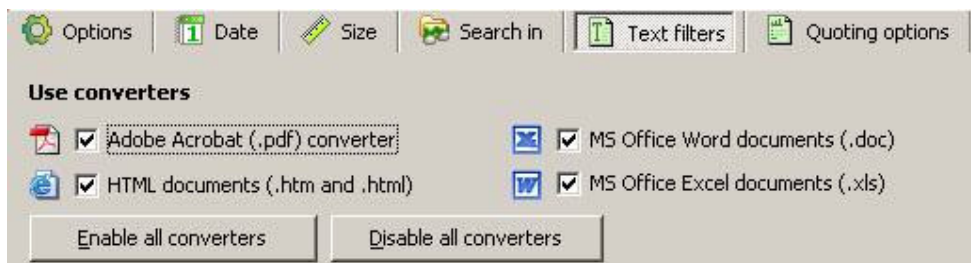 Options Date Size Search in Text filters Quoting options
Use converters
Adobe Acrobat (.pdf) converter MS Office Word documents (.doc)
HTML documents (.htm and .html) MS Office Excel documents (.xls)
Enable all converters Disable all converters